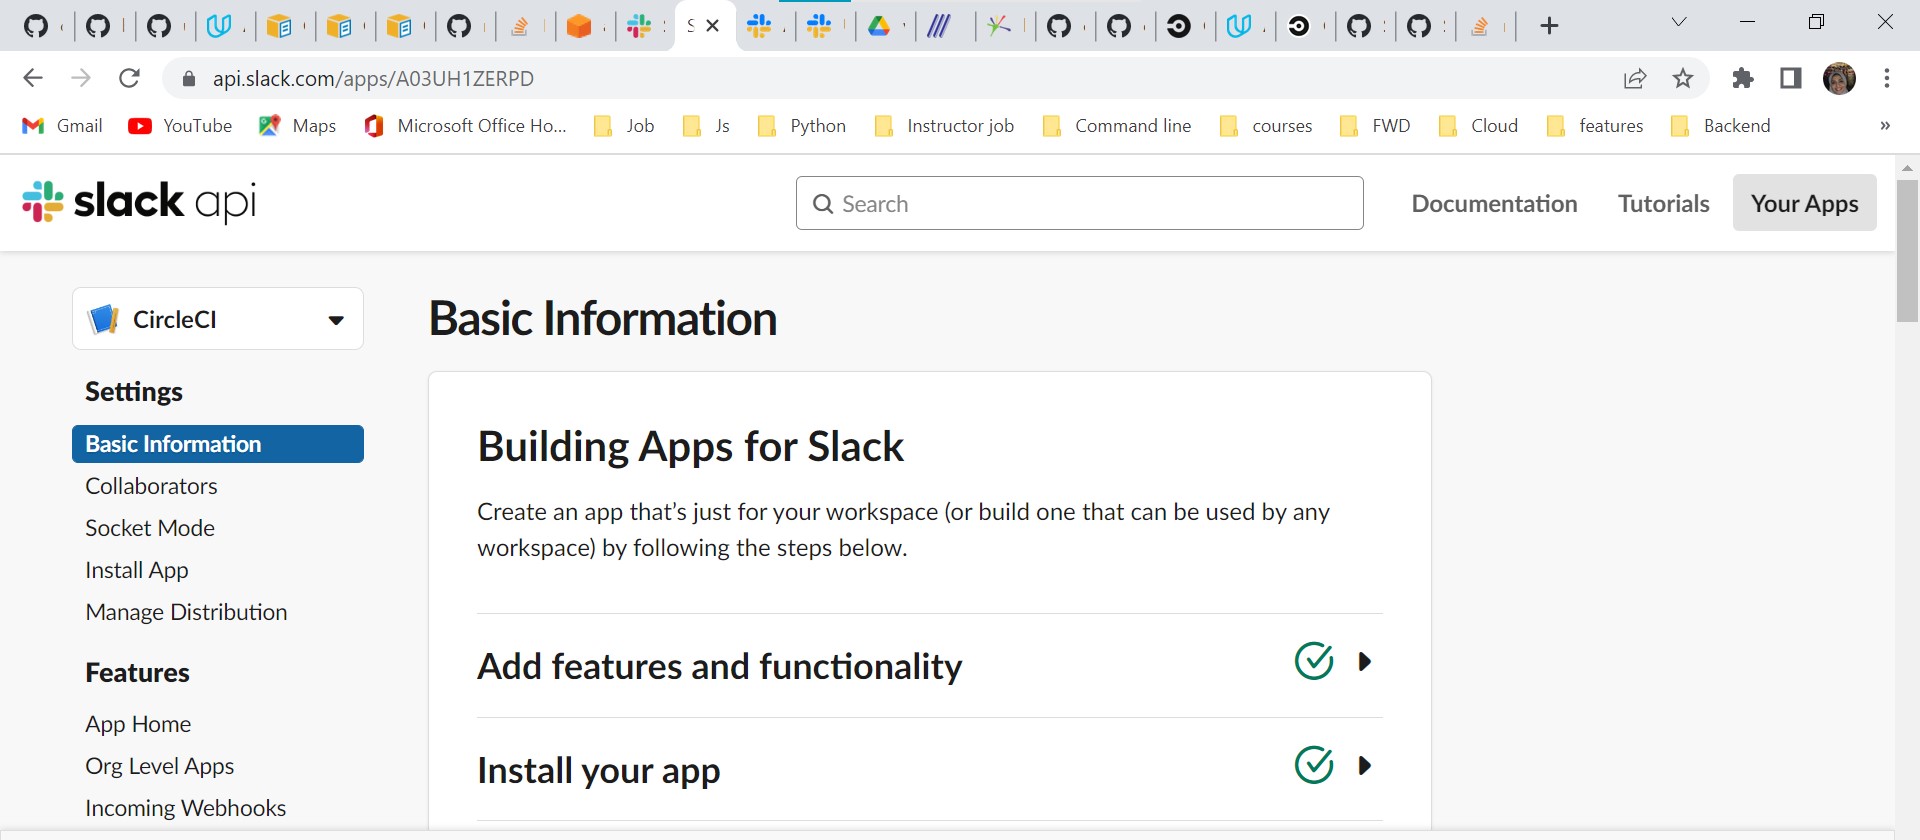 api.slack.com/apps/A03UH1ZERPD
Gmail YouTube Maps Microsoft Office Ho... Job Js Python Instructor job Command line courses FWD Cloud features Backend »
slack api Search Documentation Tutorials Your Apps
CircleCI
Settings
Basic Information
Collaborators
Socket Mode
Install App
Manage Distribution
Features
App Home
Org Level Apps
Incoming Webhooks
Basic Information
Building Apps for Slack
Create an app that’s just for your workspace (or build one that can be used by any
workspace) by following the steps below.
Add features and functionality
Install your app